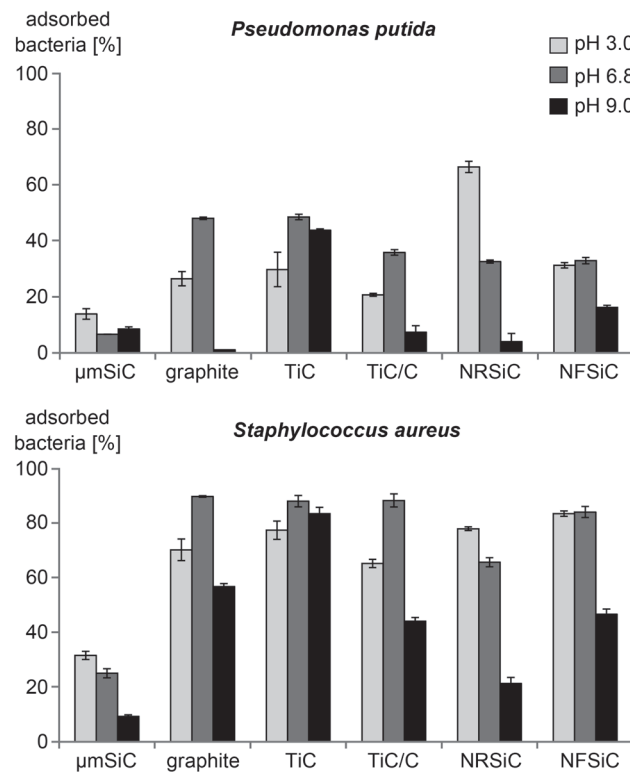 adsorbed
bacteria [%]
Pseudomonas putida
pH 3.0
pH 6.8
pH 9.0
100
80
60
40
20
0
µmSiC graphite TiC TiC/C NRSiC NFSiC
adsorbed
bacteria [%]
Staphylococcus aureus
100
80
60
40
20
0
µmSiC graphite TiC TiC/C NRSiC NFSiC